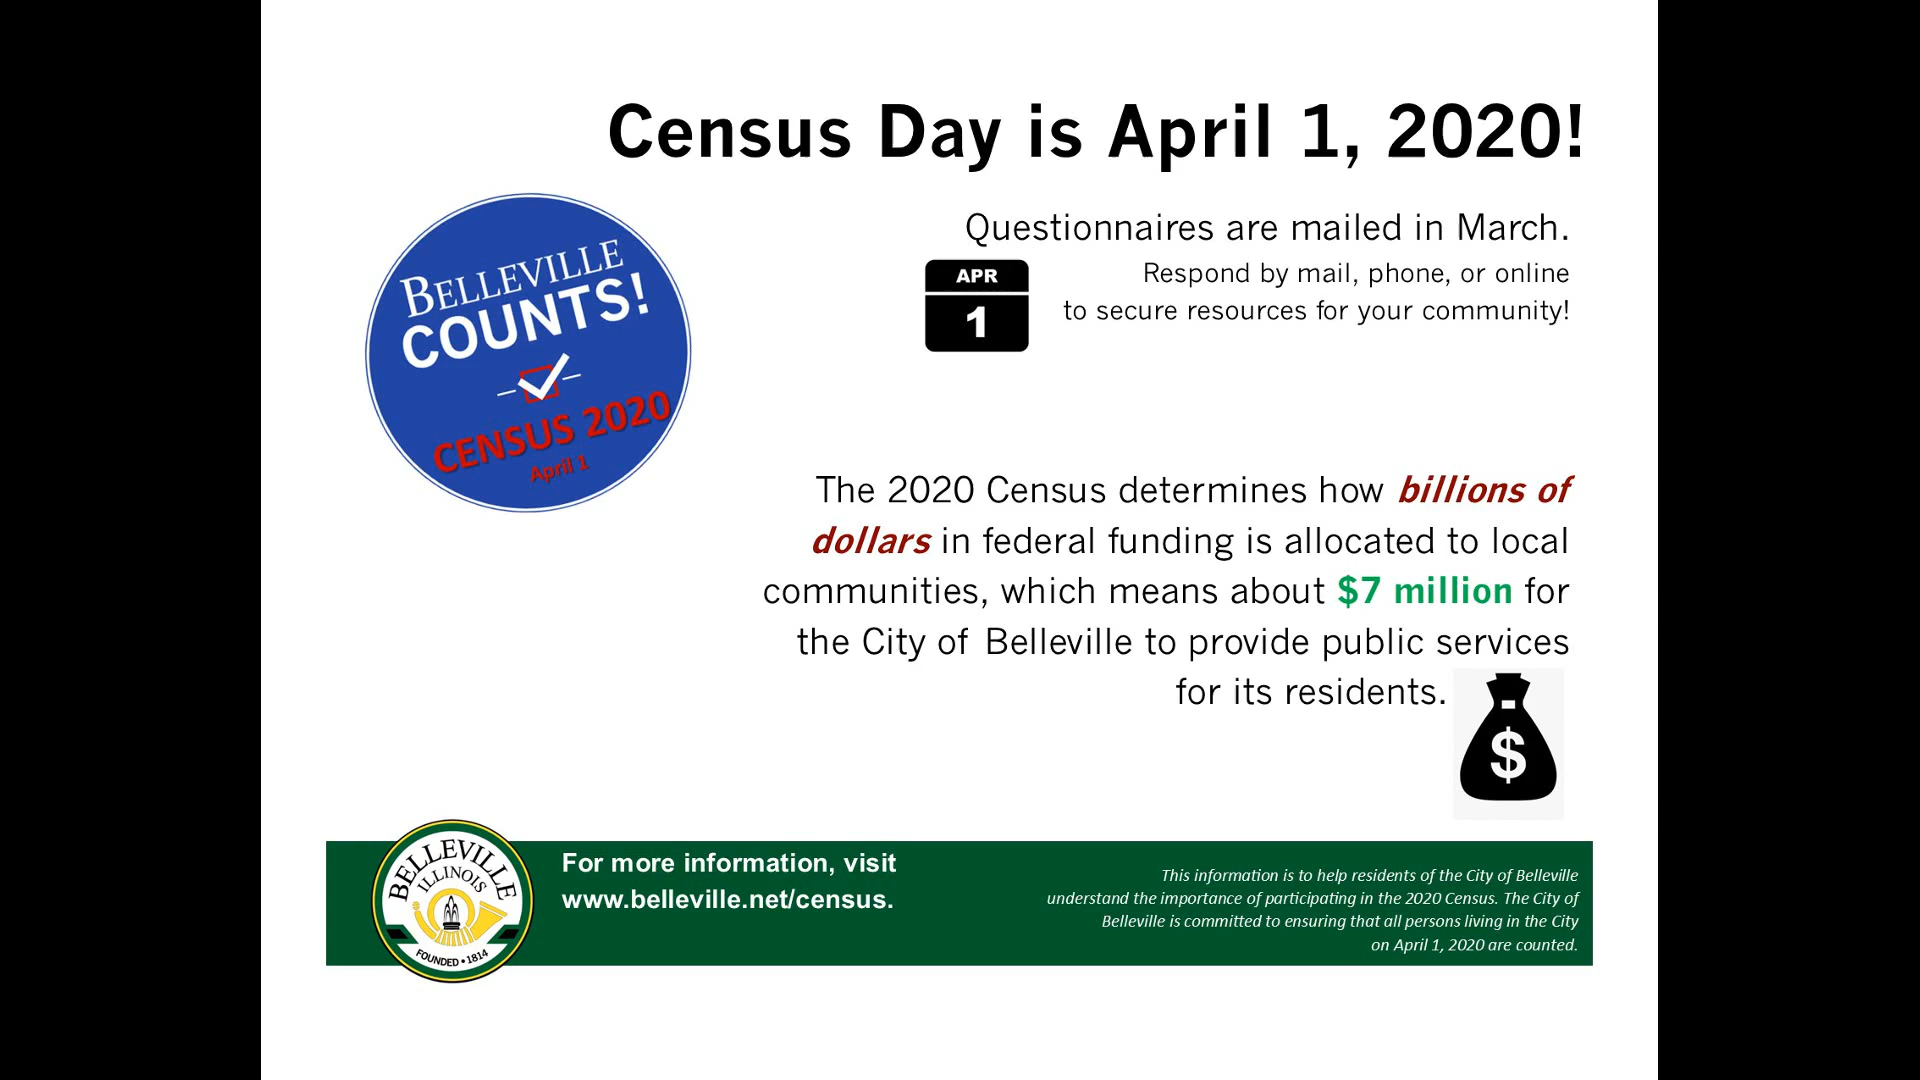 Census Day is April 1, 2020!
BELLEVILLE
COUNTS!
CENSUS 2020
April 1
Questionnaires are mailed in March.
APR
1
Respond by mail, phone, or online
to secure resources for your community!
The 2020 Census determines how billions of
dollars in federal funding is allocated to local
communities, which means about $7 million for
the City of Belleville to provide public services
for its residents.
$
BELLEVILLE
ILLINOIS
FOUNDED • 1814
For more information, visit
www.belleville.net/census.
This information is to help residents of the City of Belleville
understand the importance of participating in the 2020 Census. The City of
Belleville is committed to ensuring that all persons living in the City
on April 1, 2020 are counted.